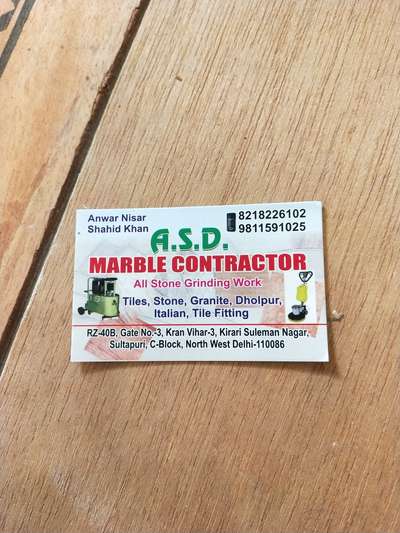 Anwar Nisar
Shahid Khan
8218226102
9811591025
A.S.D.
MARBLE CONTRACTOR
All Stone Grinding Work
Tiles, Stone, Granite, Dholpur,
Italian, Tile Fitting
RZ-40B, Gate No.-3, Kran Vihar-3, Kirari Suleman Nagar,
Sultapuri, C-Block, North West Delhi-110086